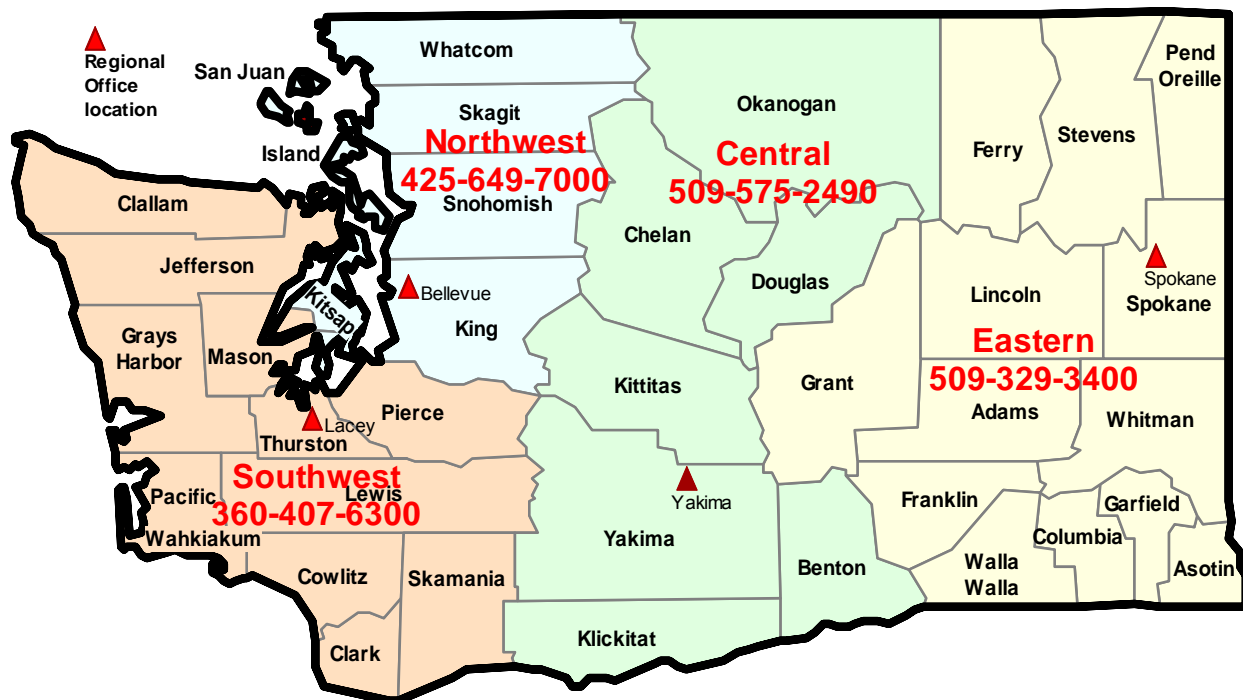 Regional
Office
location
San Juan
Whatcom
Skagit
Island
Northwest
425-649-7000
Snohomish
Okanogan
Central
509-575-2490
Chelan
Douglas
Ferry
Stevens
Pend
Oreille
Clallam
Jefferson
Kitsap
Bellevue
King
Grays
Harbor
Mason
Kittitas
Grant
Lincoln
Spokane
Spokane
Eastern
509-329-3400
Adams
Whitman
Pierce
Lacey
Thurston
Southwest
Lewis
360-407-6300
Pacific
Wahkiakum
Yakima
Yakima
Franklin
Garfield
Columbia
Walla
Walla
Asotin
Benton
Cowlitz
Skamania
Clark
Klickitat